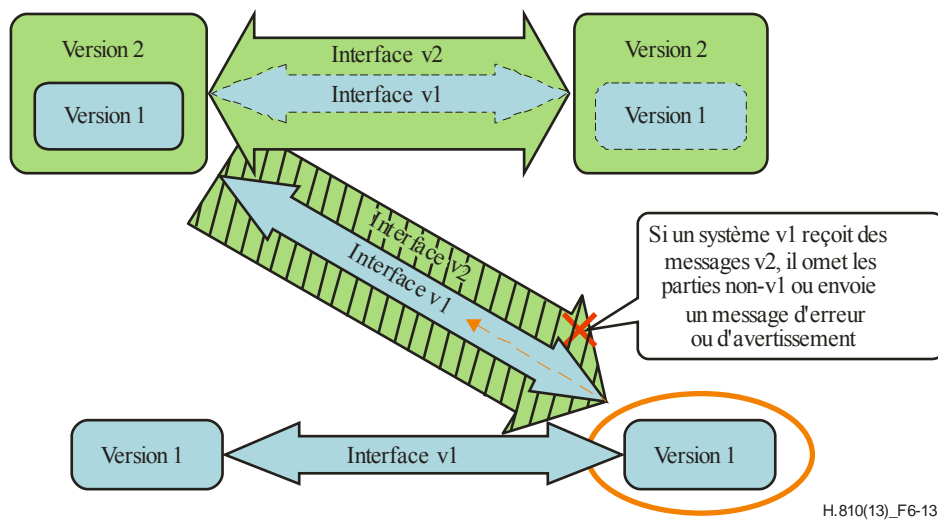 Version 2
Version 1
Interface v2
Interface v1
Version 2
Version 1
Interface v2
Interface v1
Si un système v1 reçoit des
messages v2, il omet les
parties non-v1 ou envoie
un message d'erreur
ou d'avertissement
Version 1
Interface v1
Version 1
H.810(13)_F6-13